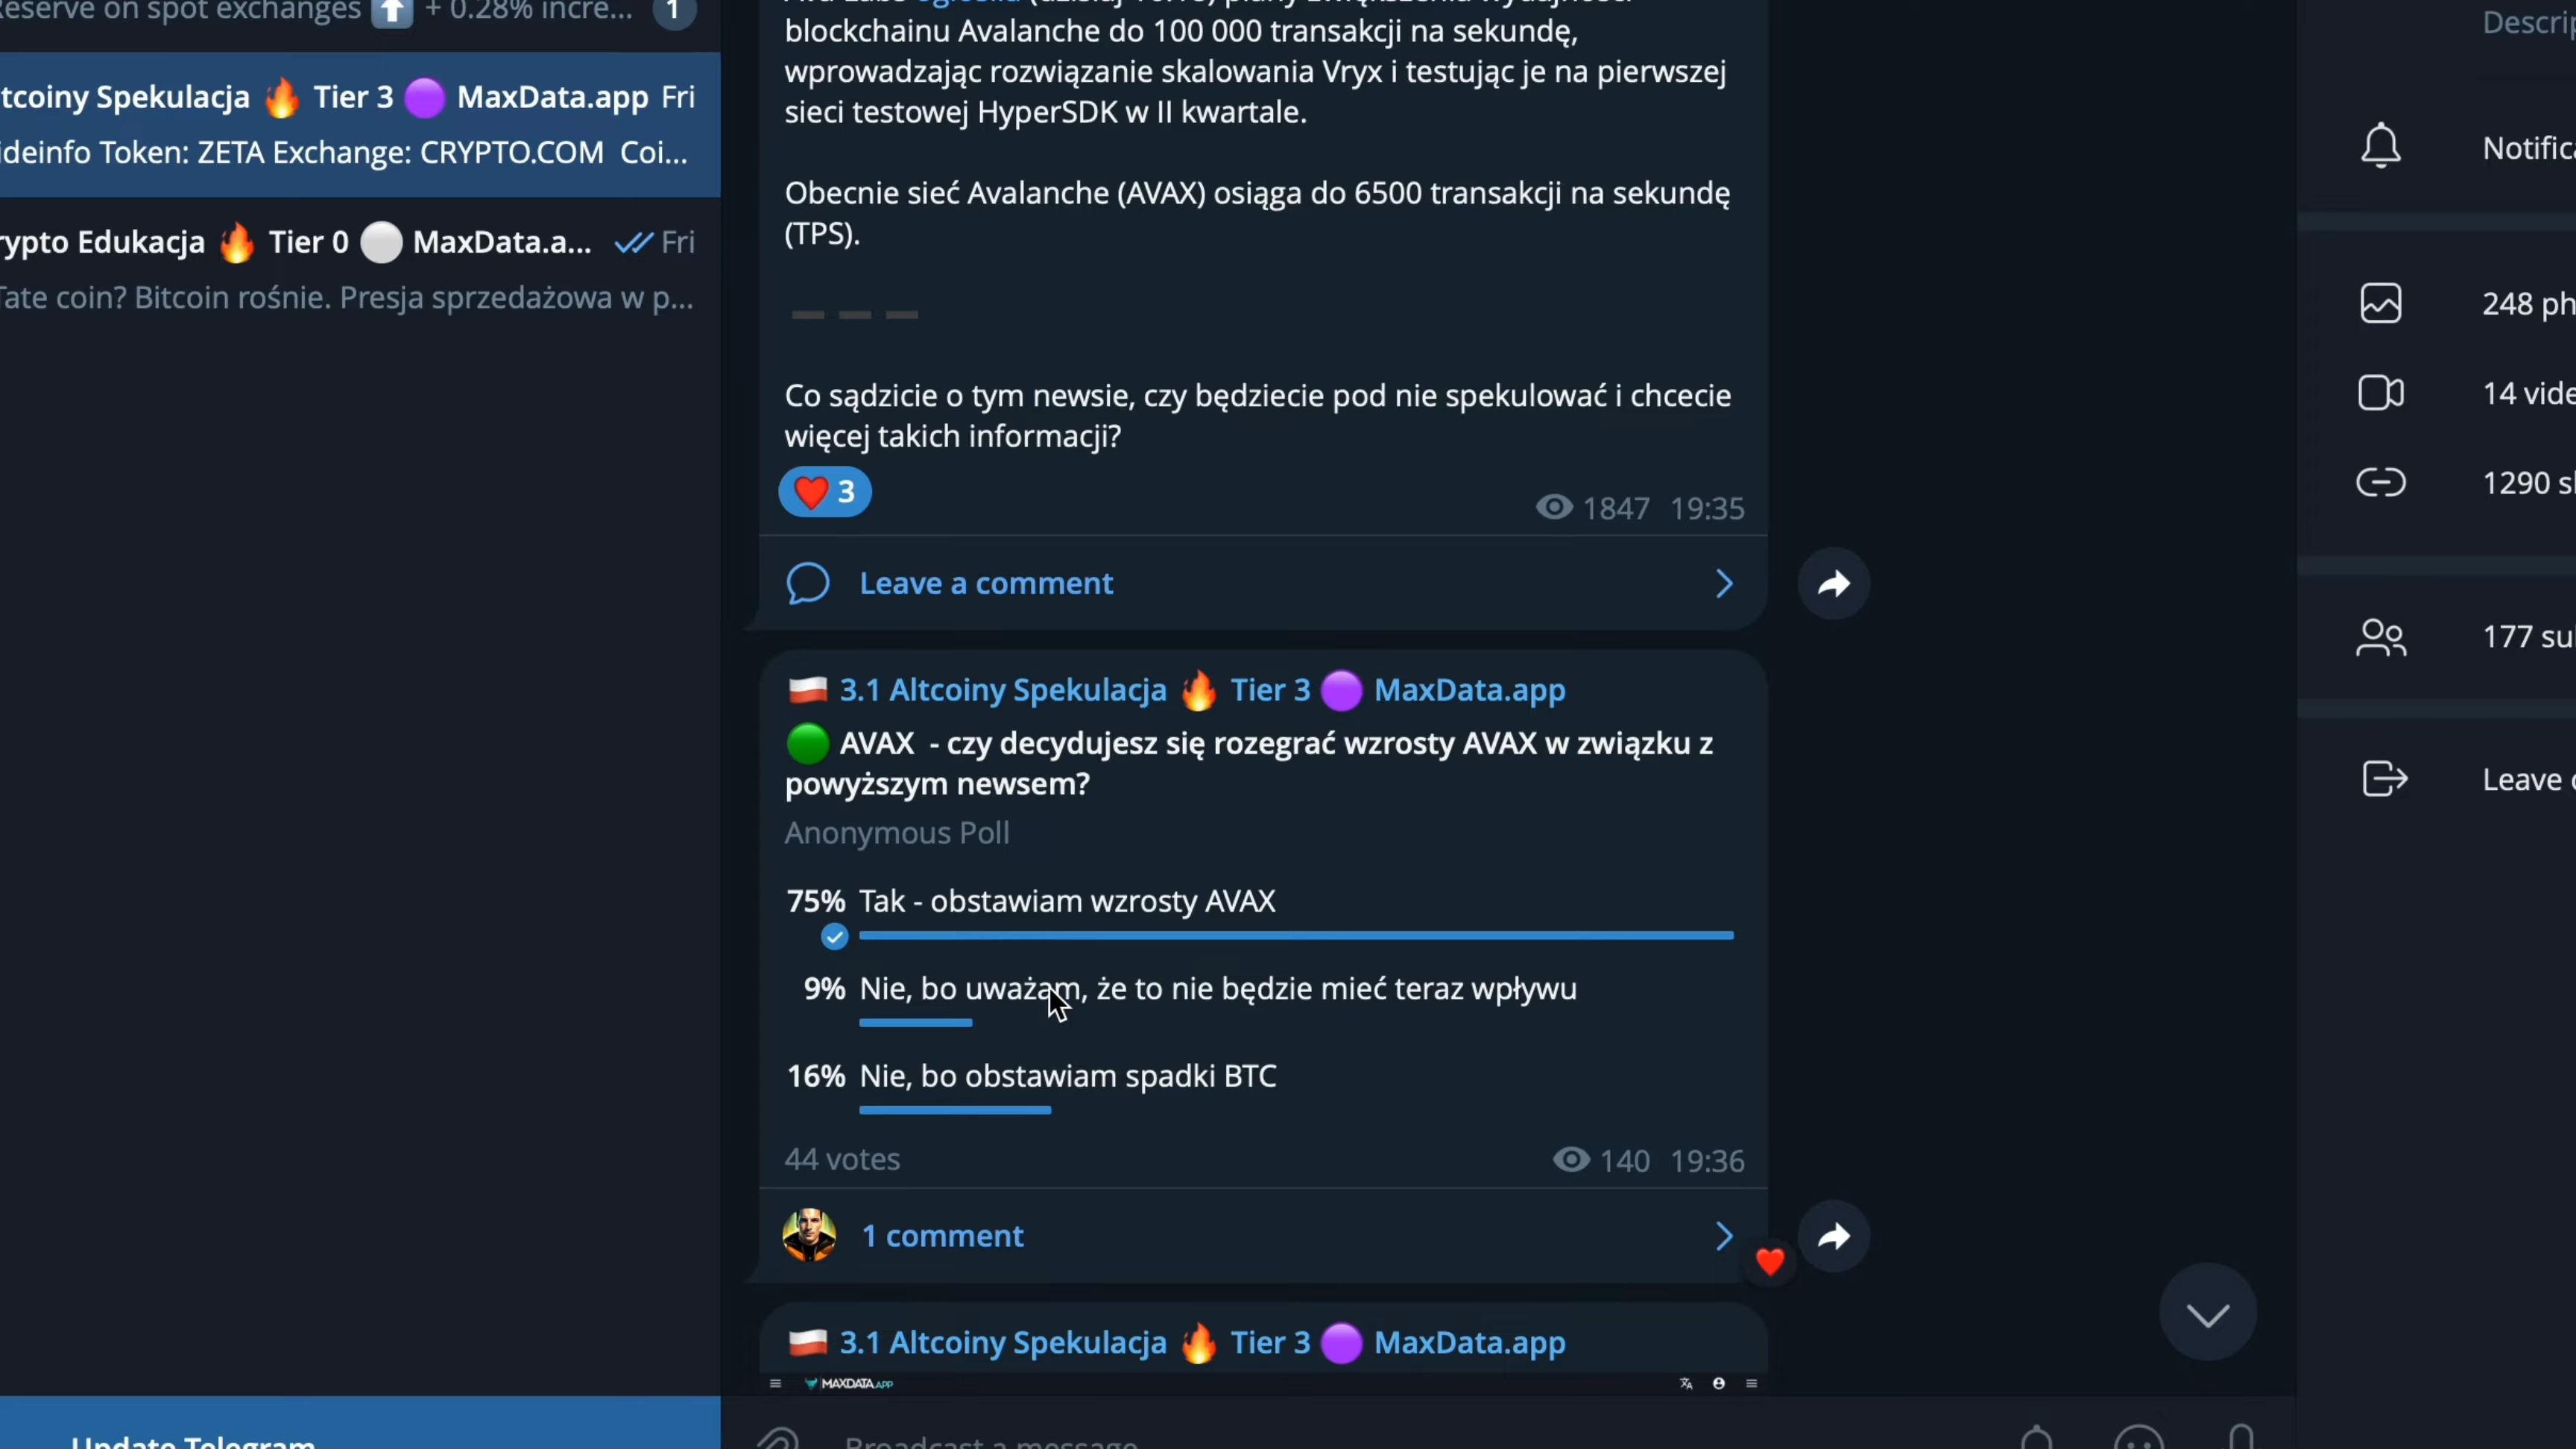 Reserve on spot exchanges ⬆️ + 0.28% incre... 1
tcoiny Spekulacja 🔥 Tier 3 🟣 MaxData.app Fri
ideinfo Token: ZETA Exchange: CRYPTO.COM Coi...
rypto Edukacja 🔥 Tier 0 ⚪ MaxData.a... Fri
Tate coin? Bitcoin rośnie. Presja sprzedażowa w p...
Update Telegram
blockchainu Avalanche do 100 000 transakcji na sekundę,
wprowadzając rozwiązanie skalowania Vryx i testując je na pierwszej
sieci testowej HyperSDK w II kwartale.
Obecnie sieć Avalanche (AVAX) osiąga do 6500 transakcji na sekundę
(TPS).
Co sądzicie o tym newsie, czy będziecie pod nie spekulować i chcecie
więcej takich informacji?
❤️ 3
1847 19:35
Leave a comment
🇵🇱 3.1 Altcoiny Spekulacja 🔥 Tier 3 🟣 MaxData.app
🟢 AVAX - czy decydujesz się rozegrać wzrosty AVAX w związku z
powyższym newsem?
Anonymous Poll
75% Tak - obstawiam wzrosty AVAX
9% Nie, bo uważam, że to nie będzie mieć teraz wpływu
16% Nie, bo obstawiam spadki BTC
44 votes
140 19:36
1 comment
🇵🇱 3.1 Altcoiny Spekulacja 🔥 Tier 3 🟣 MaxData.app
MAXDATA.APP
Broadcast a message
Descrip
Notific
248 ph
14 vide
1290 s
177 su
Leave